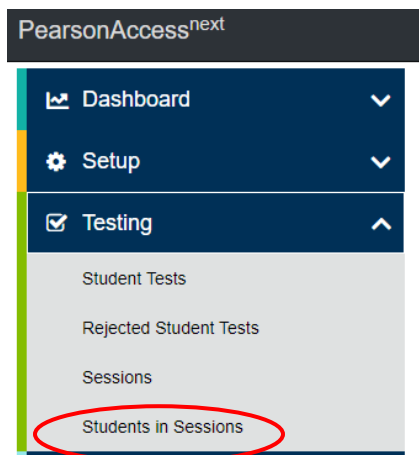 PearsonAccessnext
Dashboard
Setup
Testing
Student Tests
Rejected Student Tests
Sessions
Students in Sessions